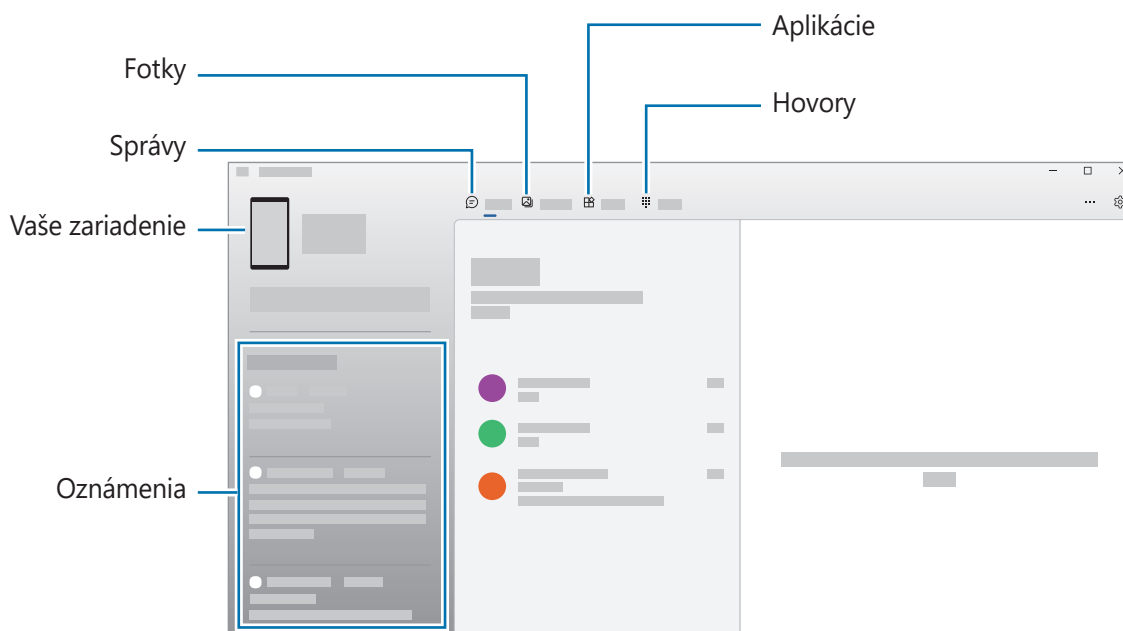 Aplikácie
Fotky
Hovory
Správy
Vaše zariadenie
Oznámenia